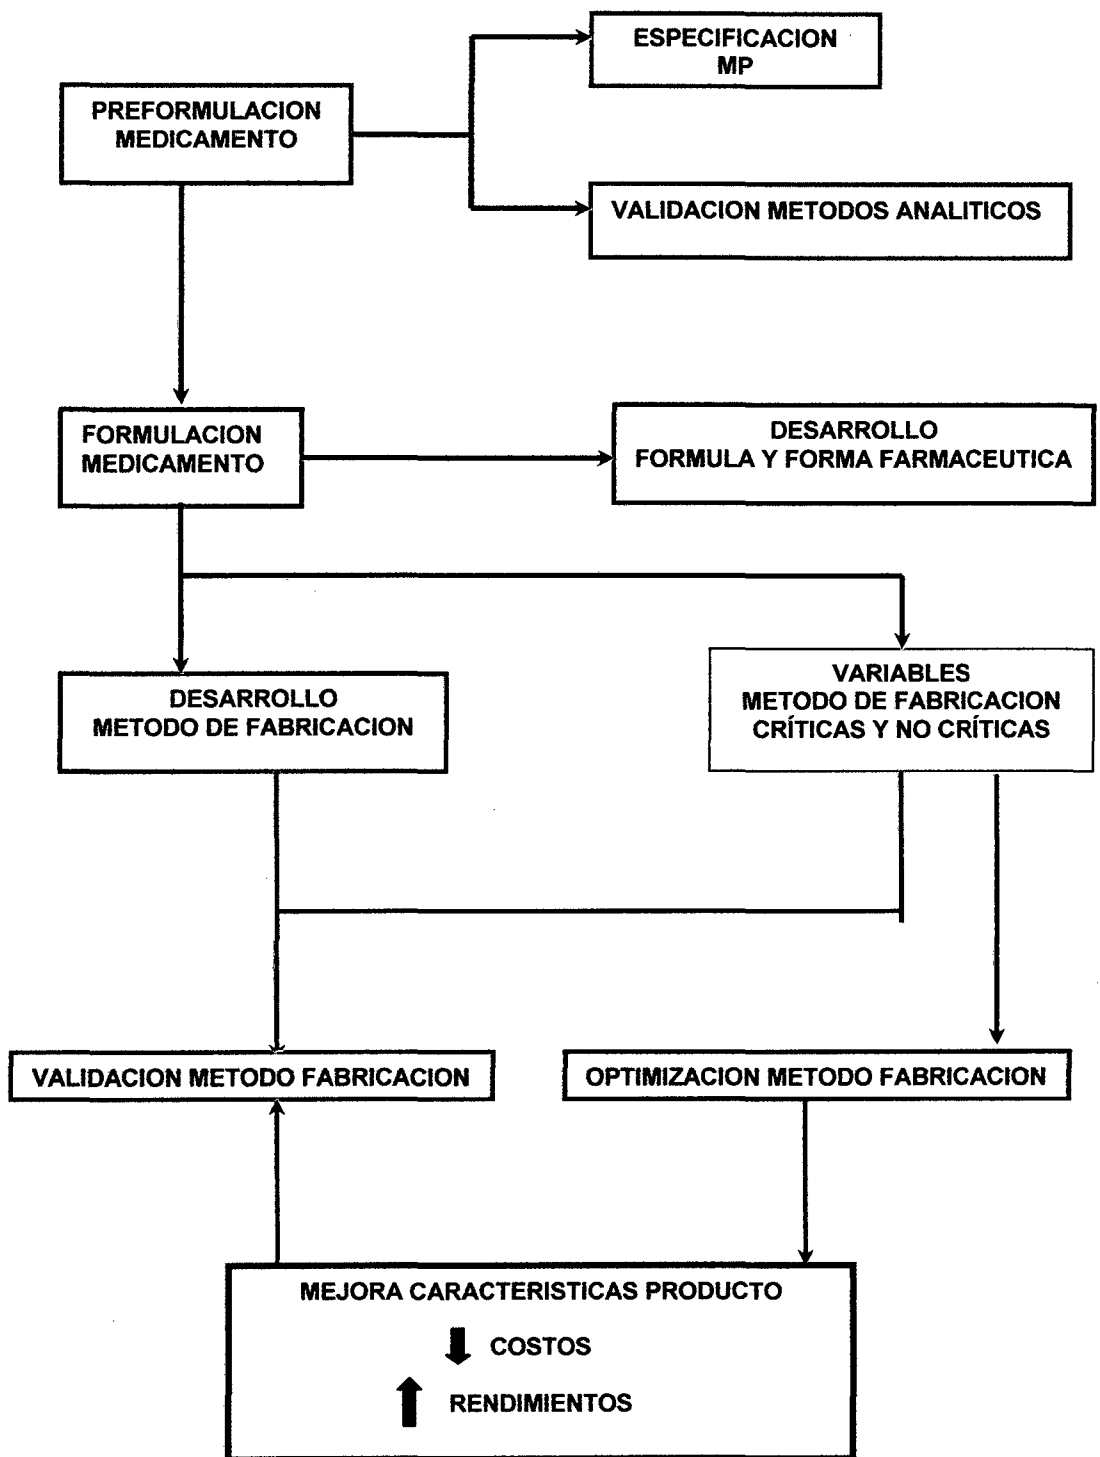 ESPECIFICACION
MP
PREFORMULACION
MEDICAMENTO
VALIDACION METODOS ANALITICOS
FORMULACION
MEDICAMENTO
DESARROLLO
FORMULA Y FORMA FARMACEUTICA
DESARROLLO
METODO DE FABRICACION
VARIABLES
METODO DE FABRICACION
CRÍTICAS Y NO CRÍTICAS
VALIDACION METODO FABRICACION
OPTIMIZACION METODO FABRICACION
MEJORA CARACTERISTICAS PRODUCTO
COSTOS
RENDIMIENTOS